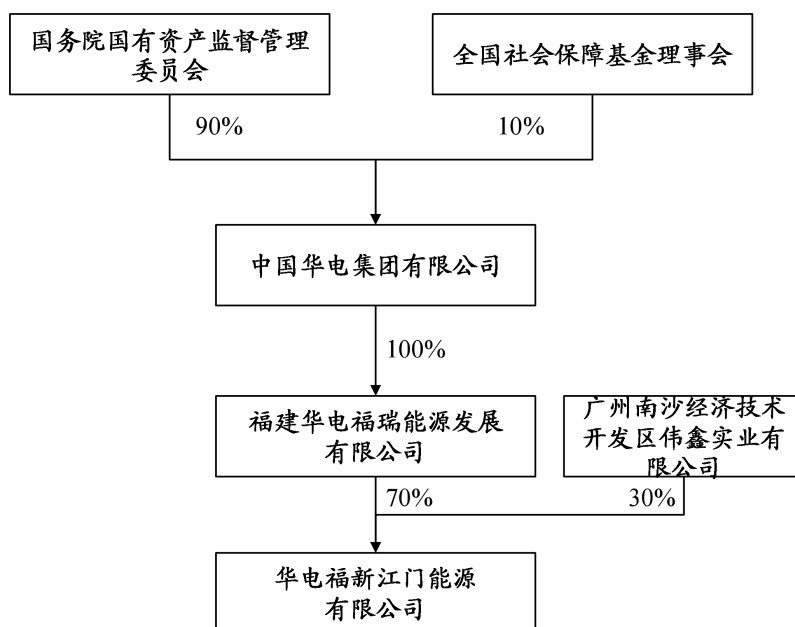 国务院国有资产监督管理
委员会
全国社会保障基金理事会
90%
10%
中国华电集团有限公司
100%
福建华电福瑞能源发展
有限公司
广州南沙经济技术
开发区伟鑫实业有
限公司
70%
30%
华电福新江门能源
有限公司